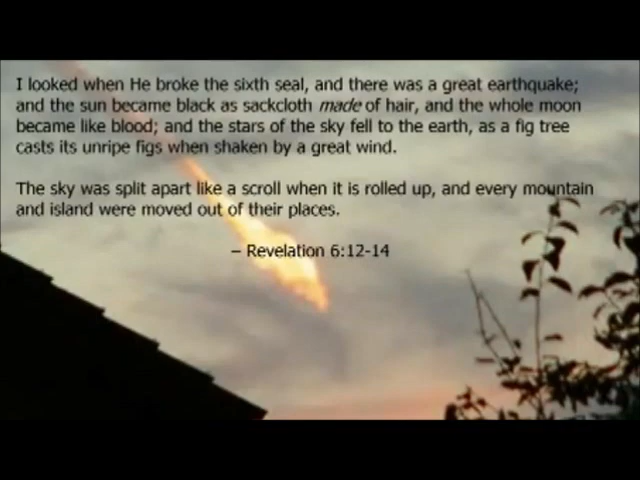 I looked when He broke the sixth seal, and there was a great earthquake;
and the sun became black as sackcloth made of hair, and the whole moon
became like blood; and the stars of the sky fell to the earth, as a fig tree
casts its unripe figs when shaken by a great wind.
The sky was split apart like a scroll when it is rolled up, and every mountain
and island were moved out of their places.
– Revelation 6:12-14